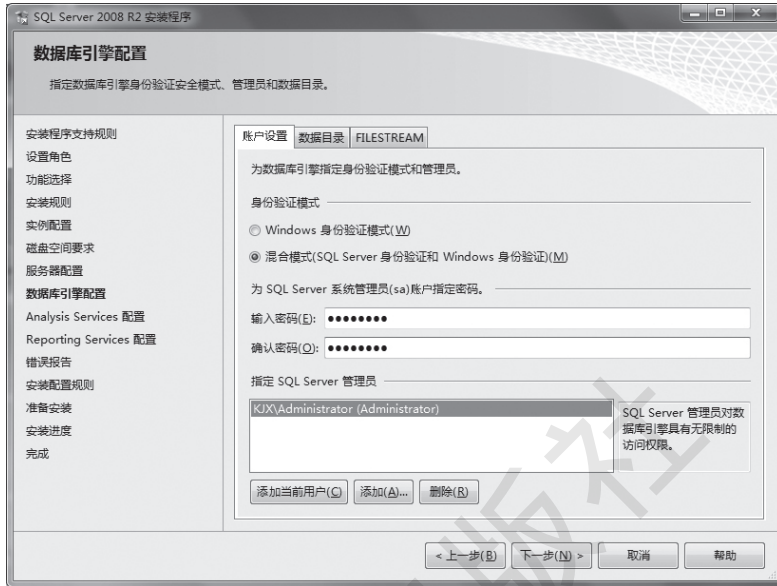 SQL Server 2008 R2 安装程序
数据库引擎配置
指定数据库引擎身份验证安全模式、管理员和数据目录。
安装程序支持规则
设置角色
功能选择
安装规则
实例配置
磁盘空间要求
服务器配置
数据库引擎配置
Analysis Services 配置
Reporting Services 配置
错误报告
安装配置规则
准备安装
安装进度
完成
账户设置 数据目录 FILESTREAM
为数据库引擎指定身份验证模式和管理员。
身份验证模式
Windows 身份验证模式(W)
混合模式(SQL Server 身份验证和 Windows 身份验证)(M)
为 SQL Server 系统管理员(sa)账户指定密码。
输入密码(E): ●●●●●●●●
确认密码(O): ●●●●●●●●
指定 SQL Server 管理员
KJX\Administrator (Administrator)
SQL Server 管理员对数
据库引擎具有无限制的
访问权限。
添加当前用户(C) 添加(A)... 删除(R)
< 上一步(B) 下一步(N) > 取消 帮助
版社